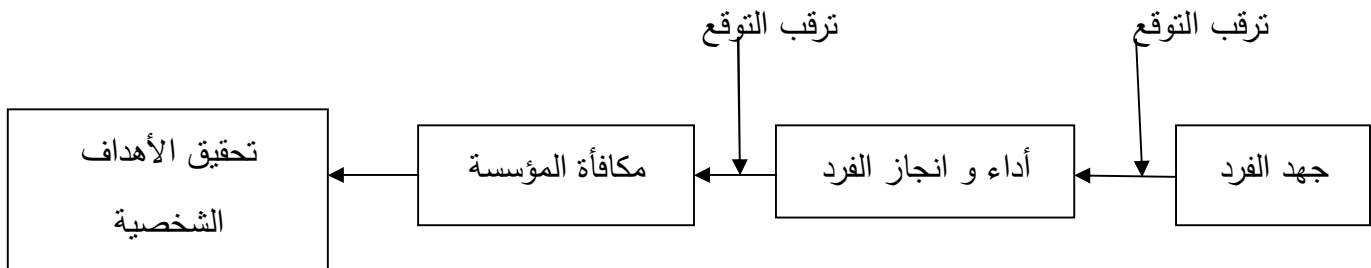 ترقب التوقع
ترقب التوقع
جهد الفرد
أداء و انجاز الفرد
مكافأة المؤسسة
تحقيق الأهداف
الشخصية